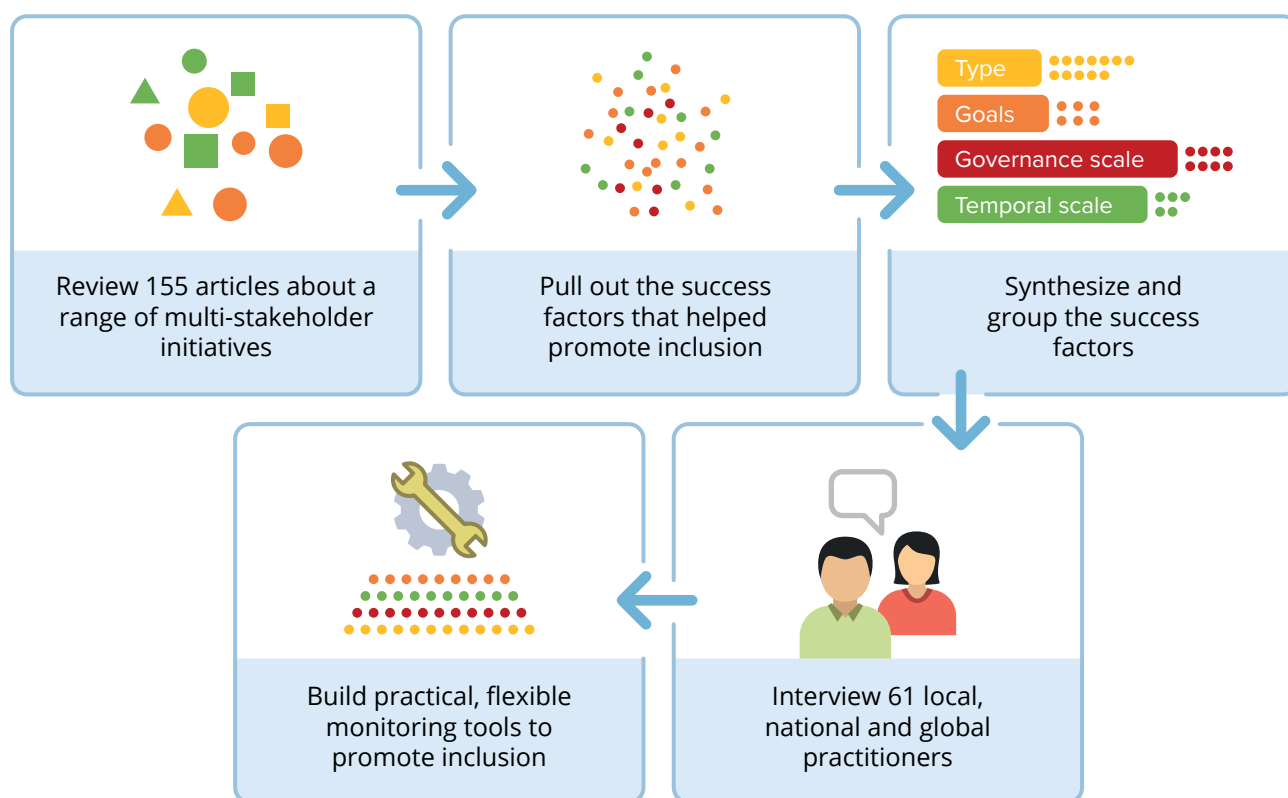 Type
Goals
Governance scale
Temporal scale
Review 155 articles about a
range of multi-stakeholder
initiatives
Pull out the success
factors that helped
promote inclusion
Synthesize and
group the success
factors
Build practical, flexible
monitoring tools to
promote inclusion
Interview 61 local,
national and global
practitioners